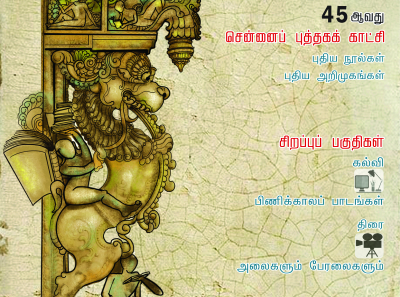 45 ஆவது
சென்னைப் புத்தகக் காட்சி
புதிய நூல்கள்
புதிய அறிமுகங்கள்
சிறப்புப் பகுதிகள்
கல்வி
பிணிக்காலப் பாடங்கள்
திரை
அலைகளும் பேரலைகளும்